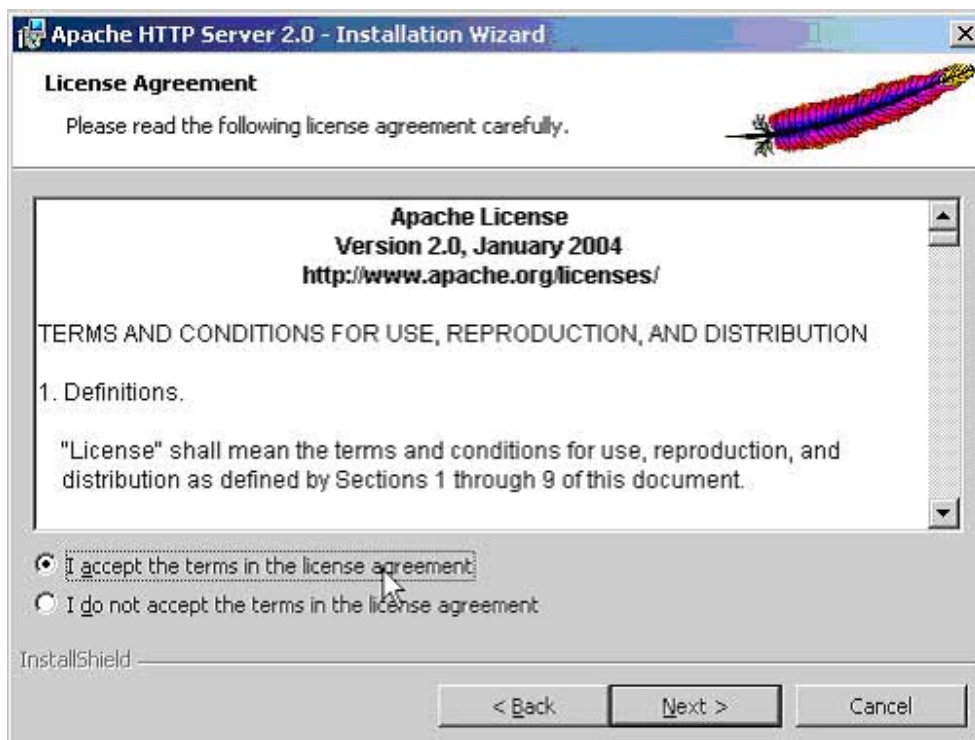 Apache HTTP Server 2.0 - Installation Wizard
License Agreement
Please read the following license agreement carefully.
Apache License
Version 2.0, January 2004
http://www.apache.org/licenses/
TERMS AND CONDITIONS FOR USE, REPRODUCTION, AND DISTRIBUTION
1. Definitions.
"License" shall mean the terms and conditions for use, reproduction, and
distribution as defined by Sections 1 through 9 of this document.
I accept the terms in the license agreement
I do not accept the terms in the license agreement
InstallShield
< Back
Next >
Cancel